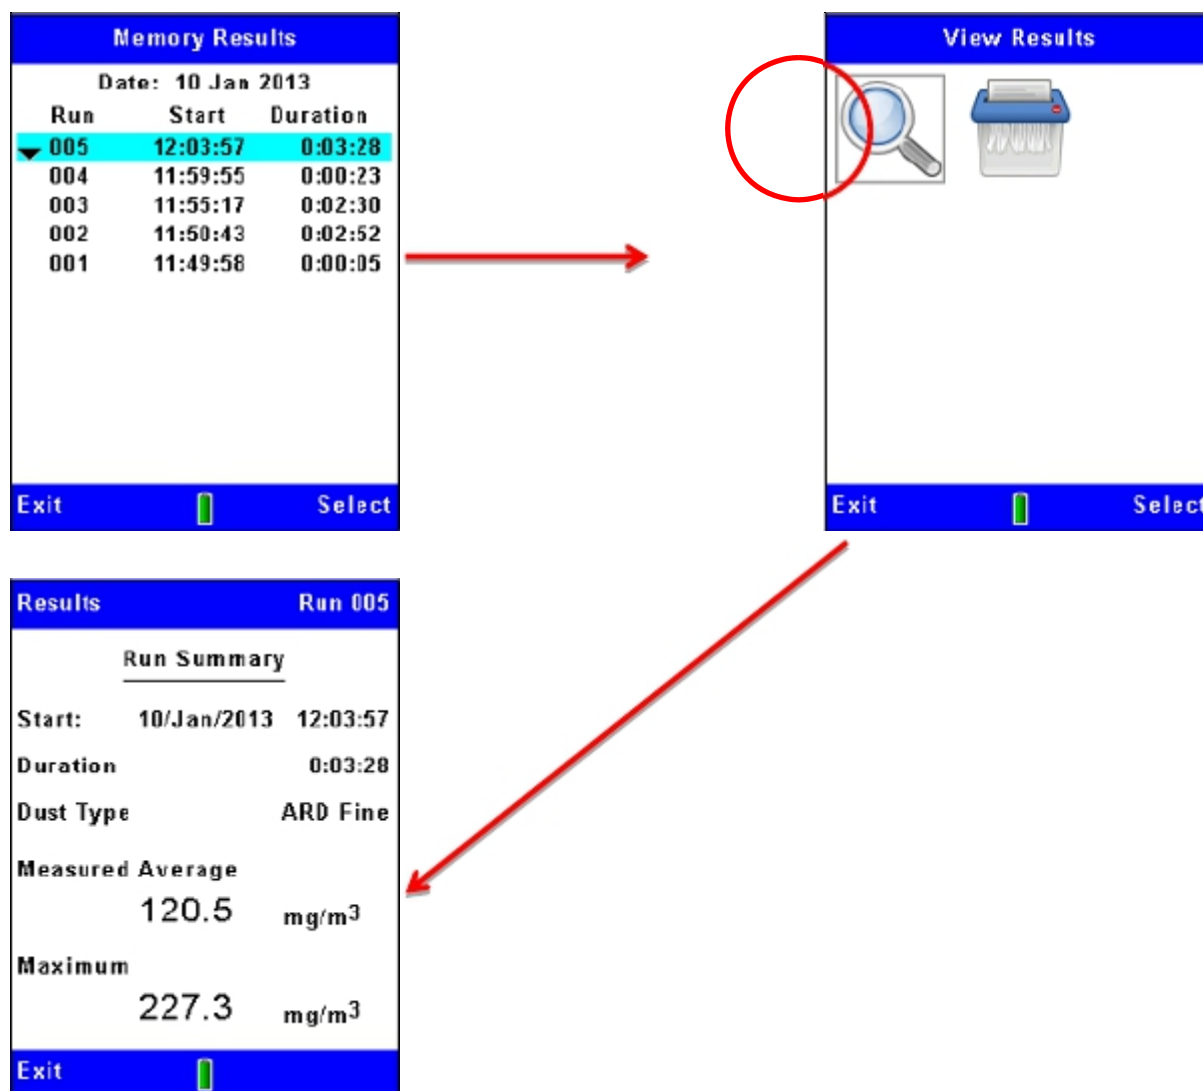 Memory Results
Date: 10 Jan 2013
Run Start Duration
005 12:03:57 0:03:28
004 11:59:55 0:00:23
003 11:55:17 0:02:30
002 11:50:43 0:02:52
001 11:49:58 0:00:05
Exit Select
View Results
Exit Select
Results Run 005
Run Summary
Start: 10/Jan/2013 12:03:57
Duration 0:03:28
Dust Type ARD Fine
Measured Average
120.5 mg/m³
Maximum
227.3 mg/m³
Exit